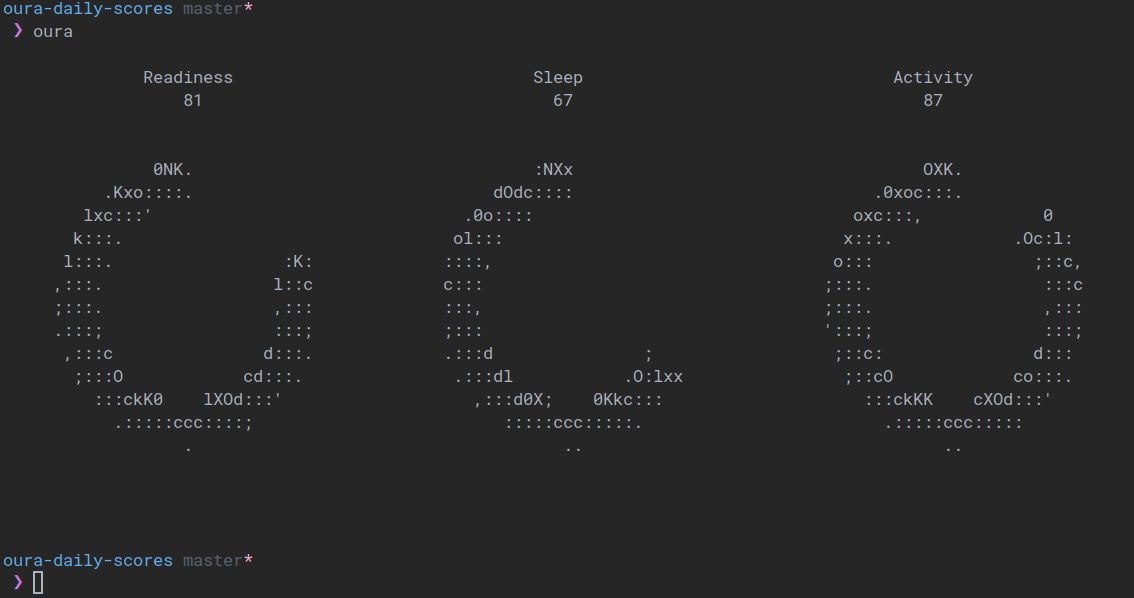 oura-daily-scores master*
❯ oura
Readiness Sleep Activity
81 67 87
0NK. :NXx OXK.
.Kxo::::. dOdc:::: .0xoc:::.
lxc:::' .0o:::: oxc:::, 0
k:::. ol::: x:::. .Oc:l:
l:::. :K: ::::, o::: ;::c,
,:::. l::c c::: ;:::. :::c
;:::. ,::: :::, ;:::. ,:::
.:::; :::; ;::: ':::; :::;
,:::c d:::. .:::d ; ;::c: d:::
;::::O cd:::. .:::dl .O:lxx ;::cO co:::.
:::ckK0 lXOd:::' ,:::d0X; 0Kkc::: :::ckKK cXOd:::'
.:::::ccc::::; :::::ccc:::::. .:::::ccc:::::
. .. ..
oura-daily-scores master*
❯